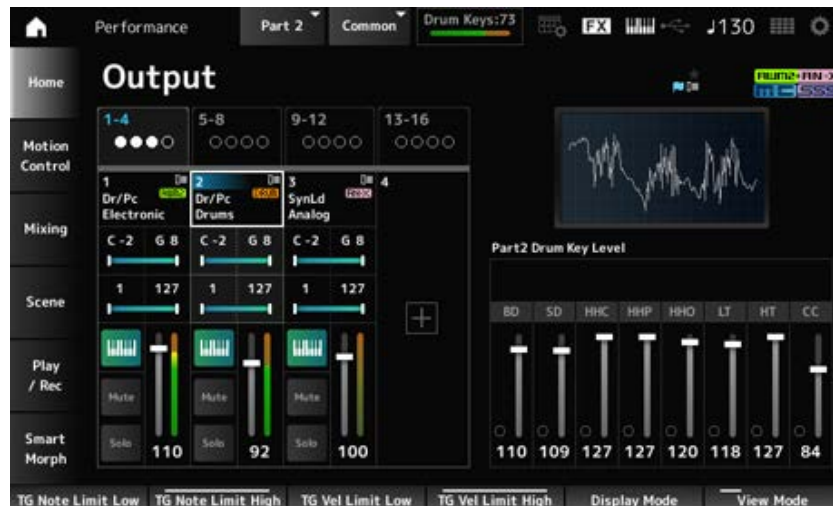 Performance Part 2 Common Drum Keys:73 FX ♩130
Home
Output
AWM2+AN-X
1-4 5-8 9-12 13-16
Motion Control
1 Dr/Pc Electronic
2 DRUM Dr/Pc Drums
3 AN-X SynLd Analog
4
Mixing
C -2 G 8 C -2 G 8 C -2 G 8
Part2 Drum Key Level
Scene
1 127 1 127 1 127
BD SD HHC HHP HHO LT HT CC
Play / Rec
Mute Mute Mute
Smart Morph
Solo 110 Solo 92 Solo 100
110 109 127 127 120 118 127 84
TG Note Limit Low TG Note Limit High TG Vel Limit Low TG Vel Limit High Display Mode View Mode